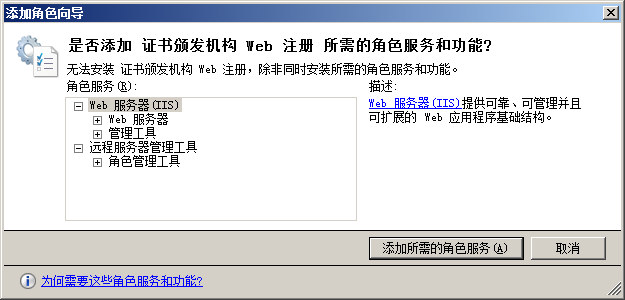 添加角色向导
是否添加 证书颁发机构 Web 注册 所需的角色服务和功能?
无法安装 证书颁发机构 Web 注册，除非同时安装所需的角色服务和功能。
角色服务(R):
Web 服务器(IIS)
Web 服务器
管理工具
远程服务器管理工具
角色管理工具
描述:
Web 服务器(IIS)提供可靠、可管理并且
可扩展的 Web 应用程序基础结构。
添加所需的角色服务(A)
取消
为何需要这些角色服务和功能?